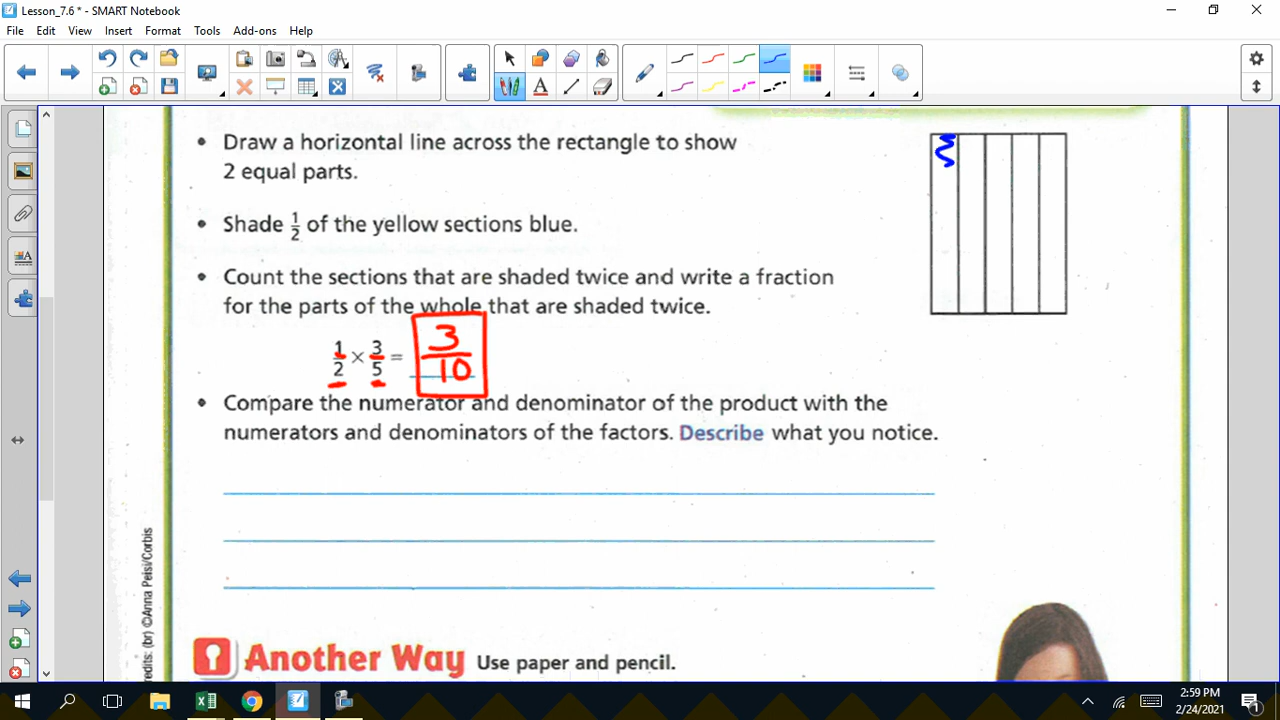 Lesson_7.6 * - SMART Notebook
File Edit View Insert Format Tools Add-ons Help
• Draw a horizontal line across the rectangle to show
2 equal parts.
• Shade 1/2 of the yellow sections blue.
• Count the sections that are shaded twice and write a fraction
for the parts of the whole that are shaded twice.
1/2 × 3/5 = 3/10
• Compare the numerator and denominator of the product with the
numerators and denominators of the factors. Describe what you notice.
Another Way Use paper and pencil.
redits: (br) ©Anna Peisi/Corbis
2:59 PM
2/24/2021
1